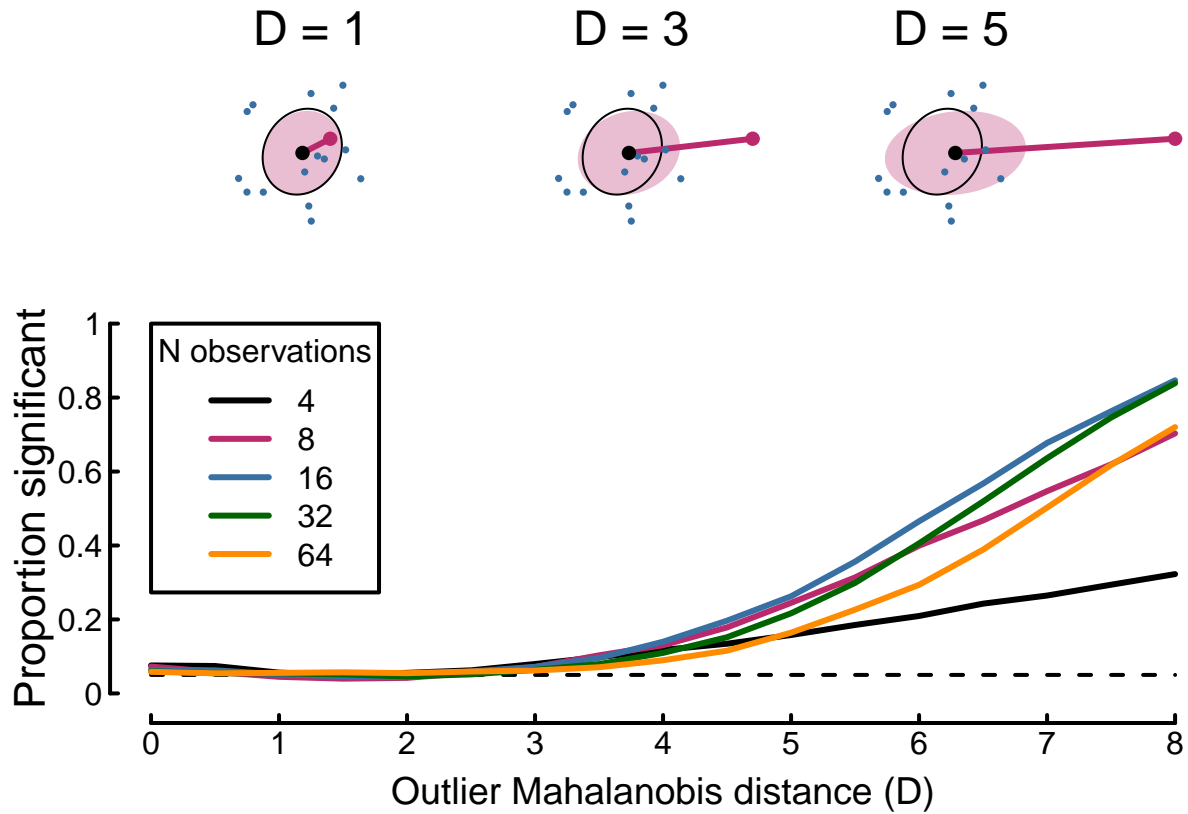 D = 1
D = 3
D = 5
Proportion significant
1
0.8
0.6
0.4
0.2
0
N observations
4
8
16
32
64
0 1 2 3 4 5 6 7 8
Outlier Mahalanobis distance (D)